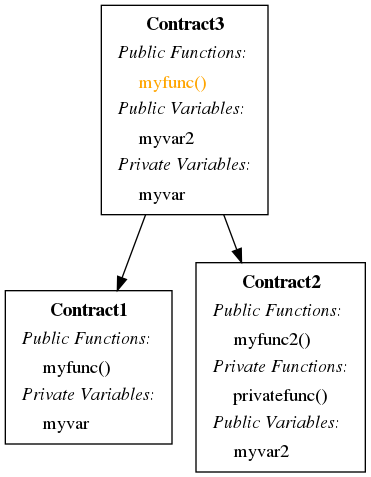 Contract3
Public Functions:
myfunc()
Public Variables:
myvar2
Private Variables:
myvar
Contract1
Public Functions:
myfunc()
Private Variables:
myvar
Contract2
Public Functions:
myfunc2()
Private Functions:
privatefunc()
Public Variables:
myvar2